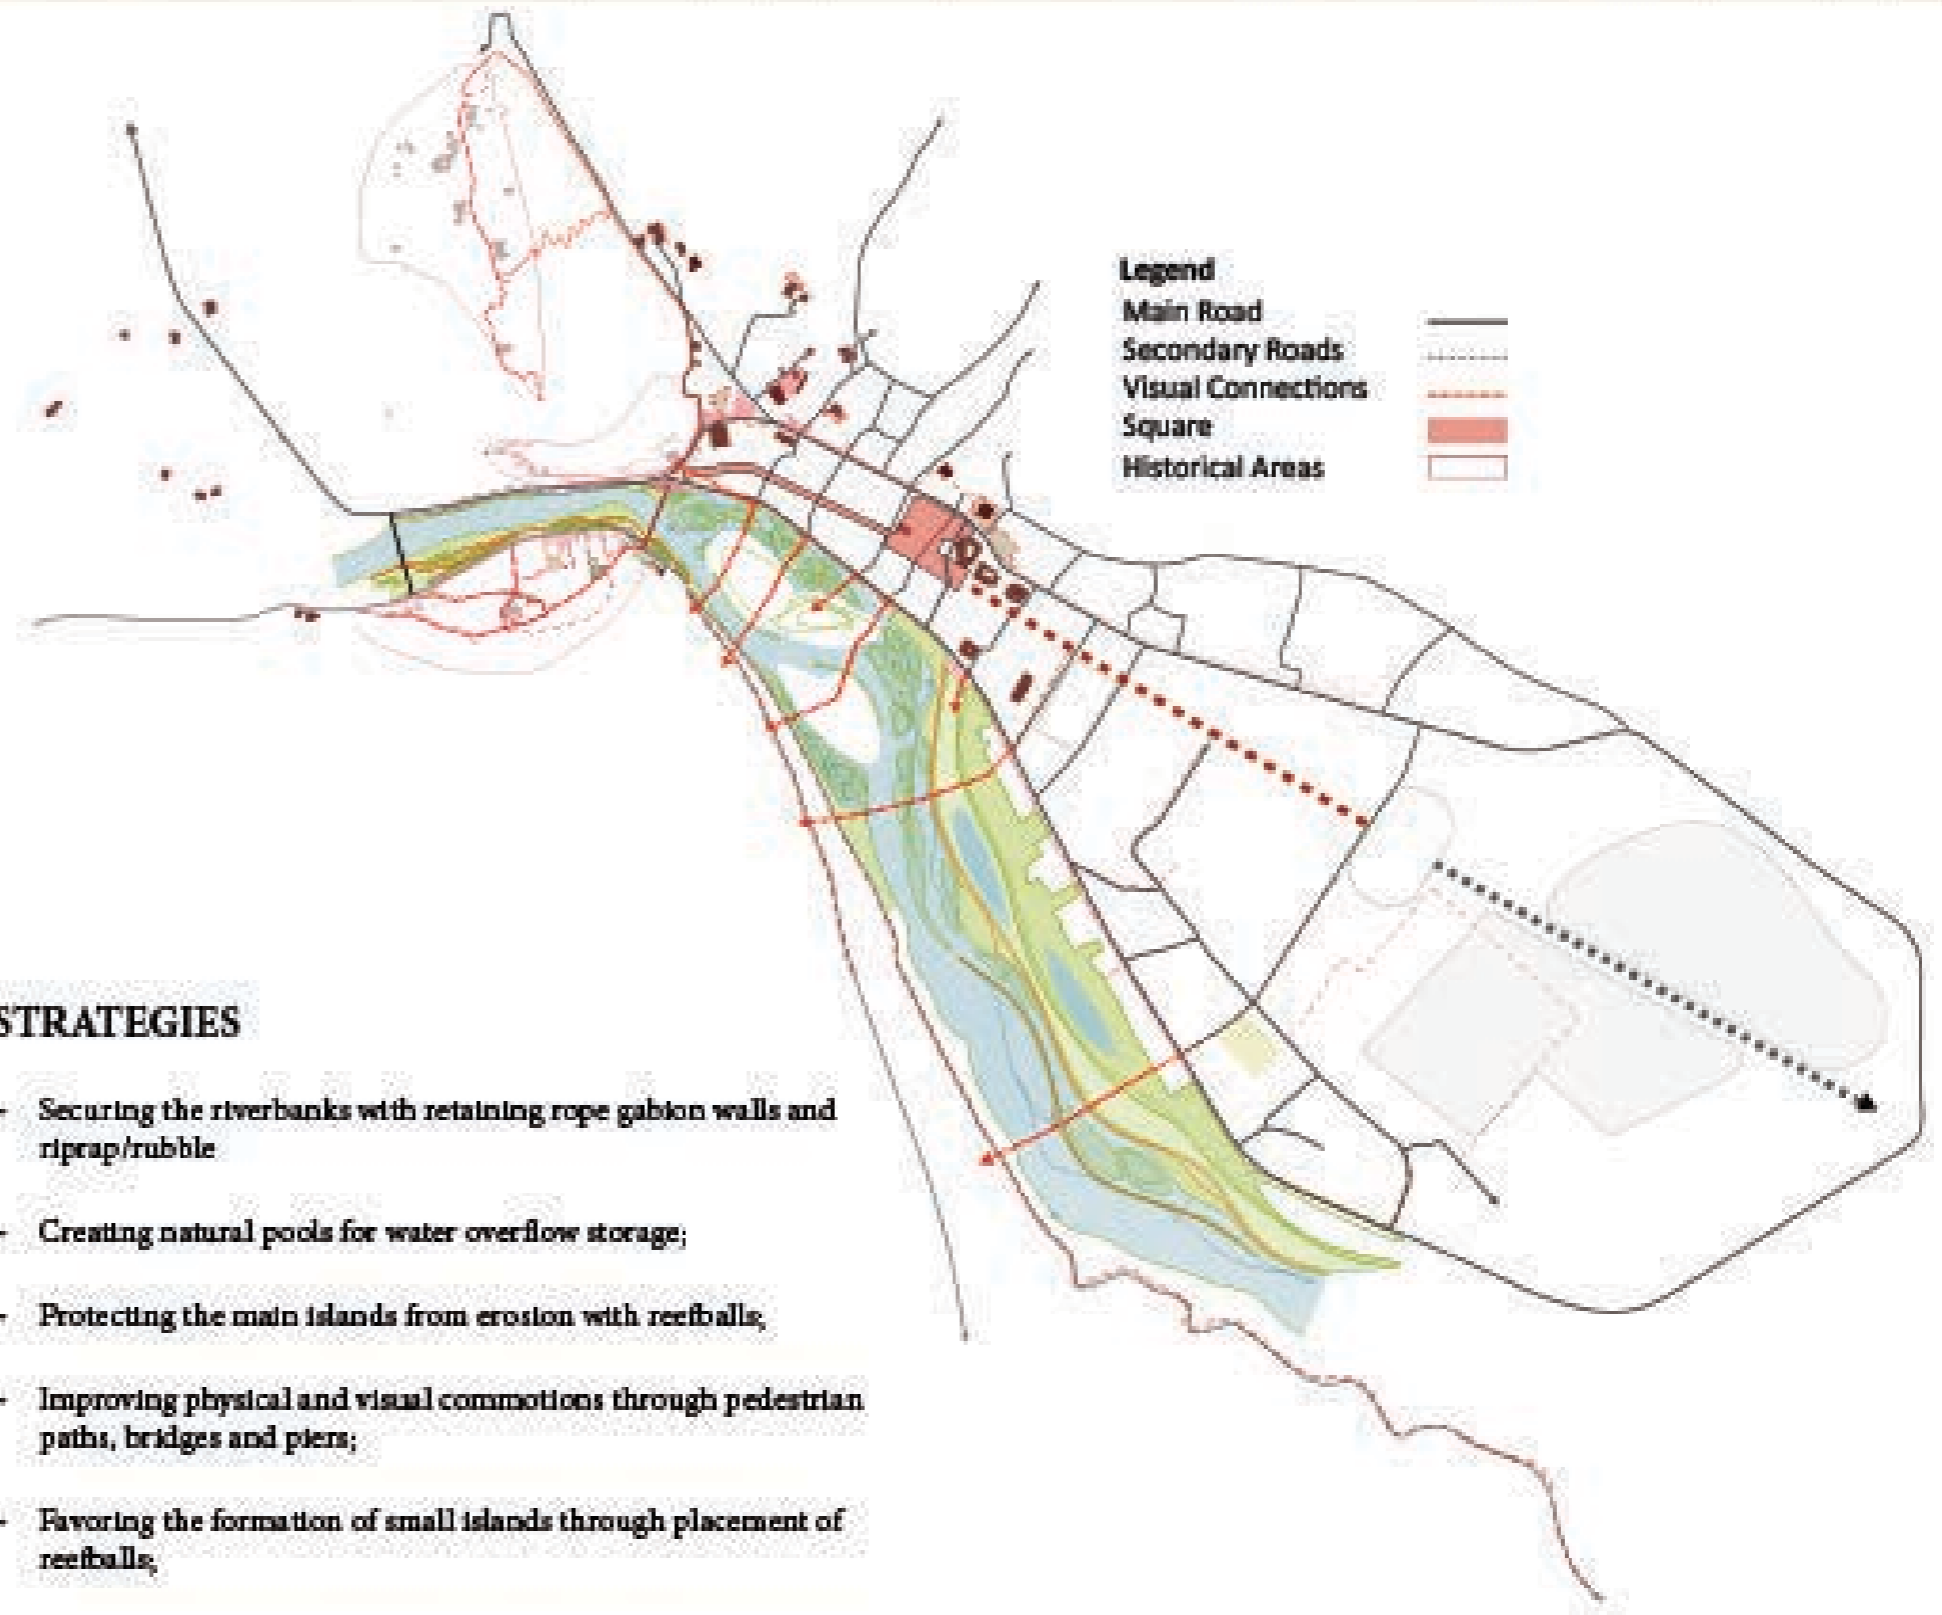 Legend
Main Road
Secondary Roads
Visual Connections
Square
Historical Areas
STRATEGIES
- Securing the riverbanks with retaining rope gabion walls and
riprap/rubble
- Creating natural pools for water overflow storage;
- Protecting the main islands from erosion with reefballs;
- Improving physical and visual commotions through pedestrian
paths, bridges and piers;
- Favoring the formation of small islands through placement of
reefballs;